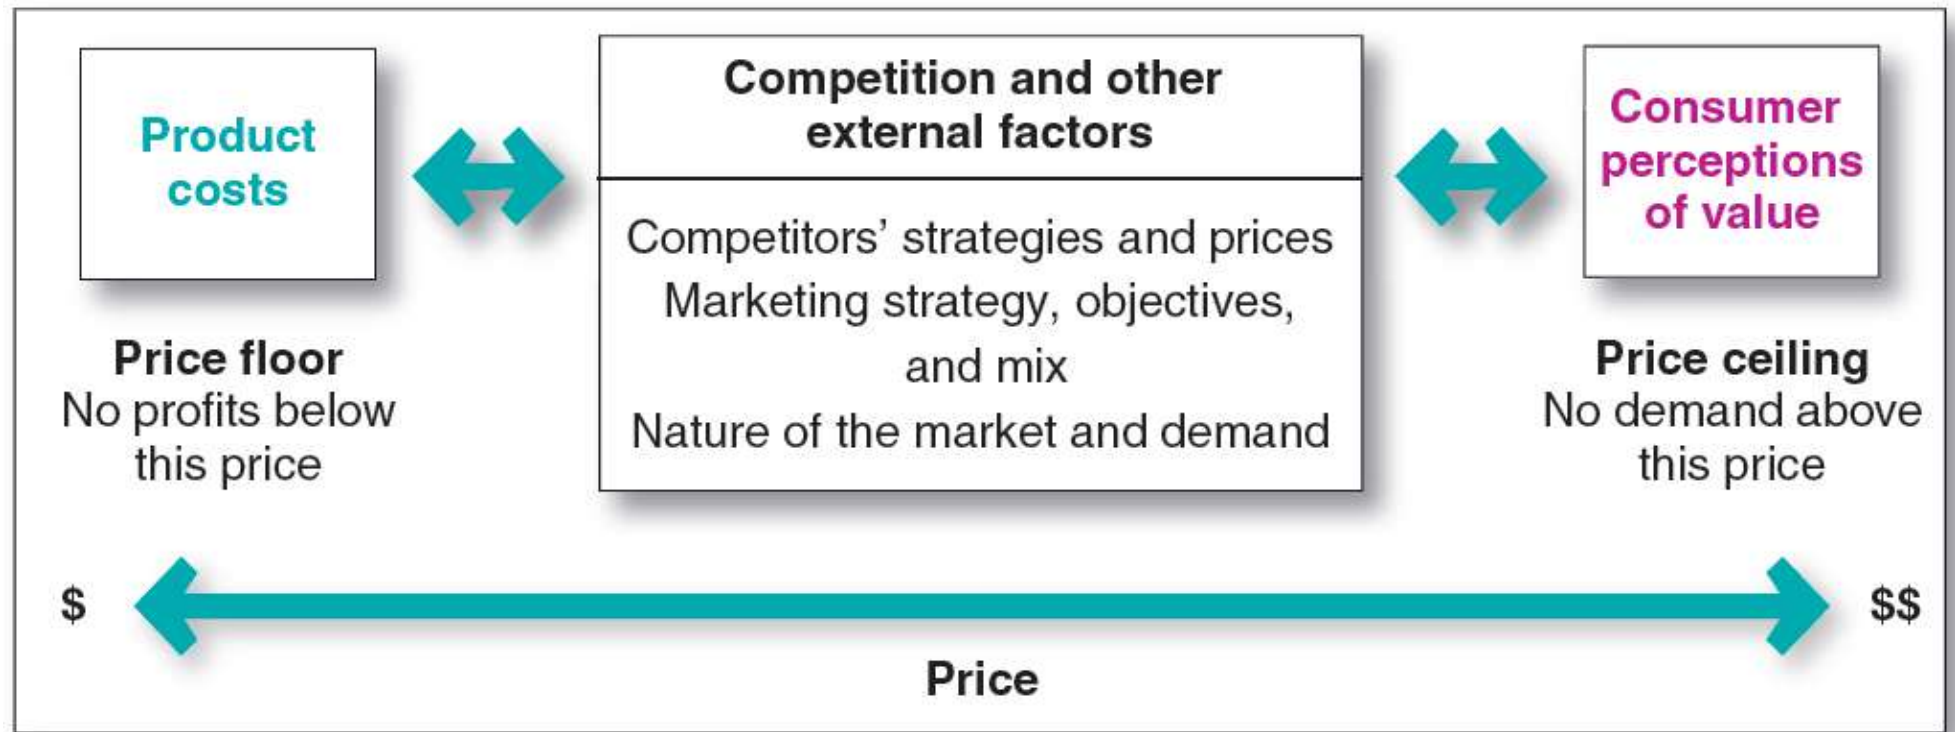 Product
costs
Price floor
No profits below
this price
Competition and other
external factors
Competitors’ strategies and prices
Marketing strategy, objectives,
and mix
Nature of the market and demand
Consumer
perceptions
of value
Price ceiling
No demand above
this price
$
$$
Price